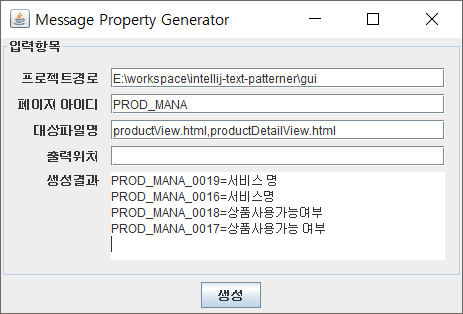 Message Property Generator
입력항목
프로젝트경로 E:\workspace\intellij-text-patterner\gui
페이지 아이디 PROD_MANA
대상파일명 productView.html,productDetailView.html
출력위치
생성결과 PROD_MANA_0019=서비스 명
PROD_MANA_0016=서비스명
PROD_MANA_0018=상품사용가능여부
PROD_MANA_0017=상품사용가능 여부
생성